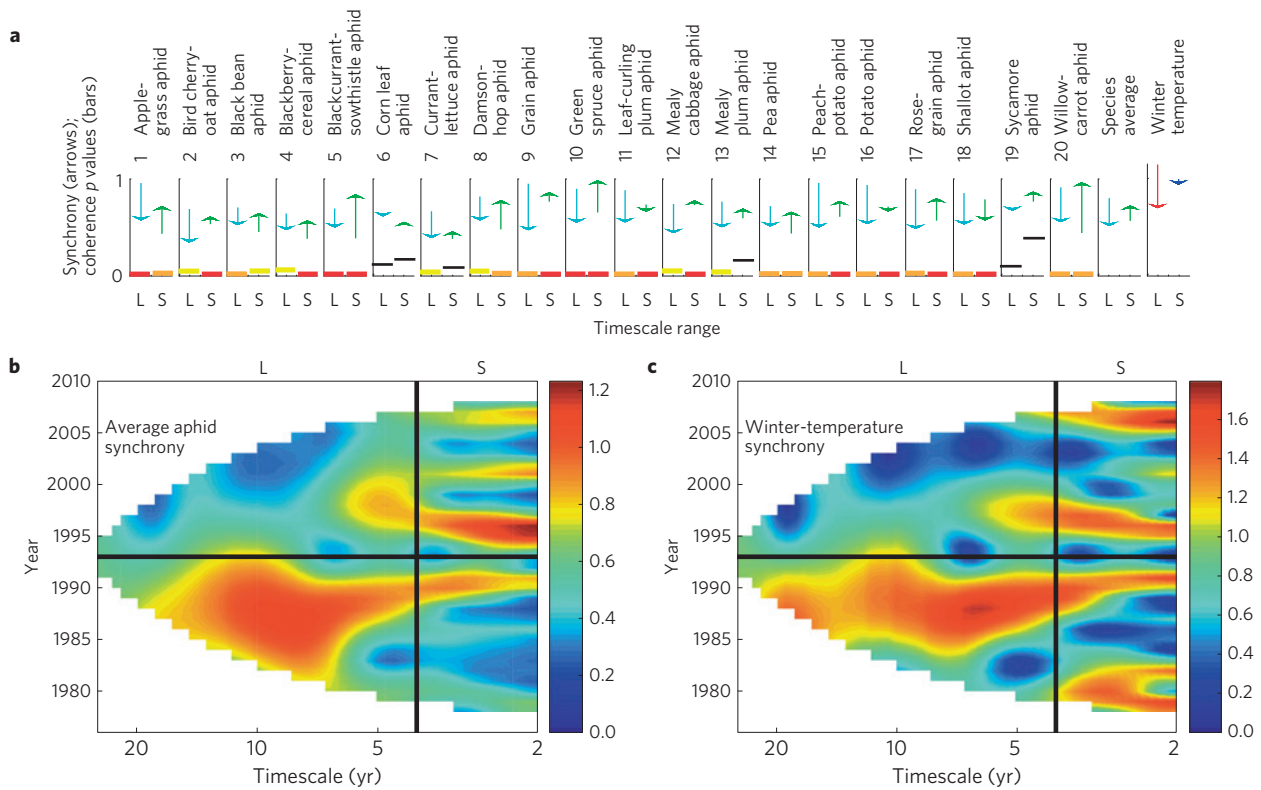 a
Synchrony (arrows);
coherence p values (bars)
1 Apple-
grass aphid
2 Bird cherry-
oat aphid
3 Black bean
aphid
4 Blackberry-
cereal aphid
5 Blackcurrant-
sowthistle aphid
6 Corn leaf
aphid
7 Currant-
lettuce aphid
8 Damson-
hop aphid
9 Grain aphid
10 Green
spruce aphid
11 Leaf-curling
plum aphid
12 Mealy
cabbage aphid
13 Mealy
plum aphid
14 Pea aphid
15 Peach-
potato aphid
16 Potato aphid
17 Rose-
grain aphid
18 Shallot aphid
19 Sycamore
aphid
20 Willow-
carrot aphid
Species
average
Winter
temperature
1
0
L S L S L S L S L S L S L S L S L S L S L S L S L S L S L S L S L S L S L S L S L S L S
Timescale range
b
L S
Average aphid
synchrony
Year
2010
2005
2000
1995
1990
1985
1980
20 10 5 2
Timescale (yr)
1.2
1.0
0.8
0.6
0.4
0.2
0.0
c
L S
Winter-temperature
synchrony
Year
2010
2005
2000
1995
1990
1985
1980
20 10 5 2
Timescale (yr)
1.6
1.4
1.2
1.0
0.8
0.6
0.4
0.2
0.0